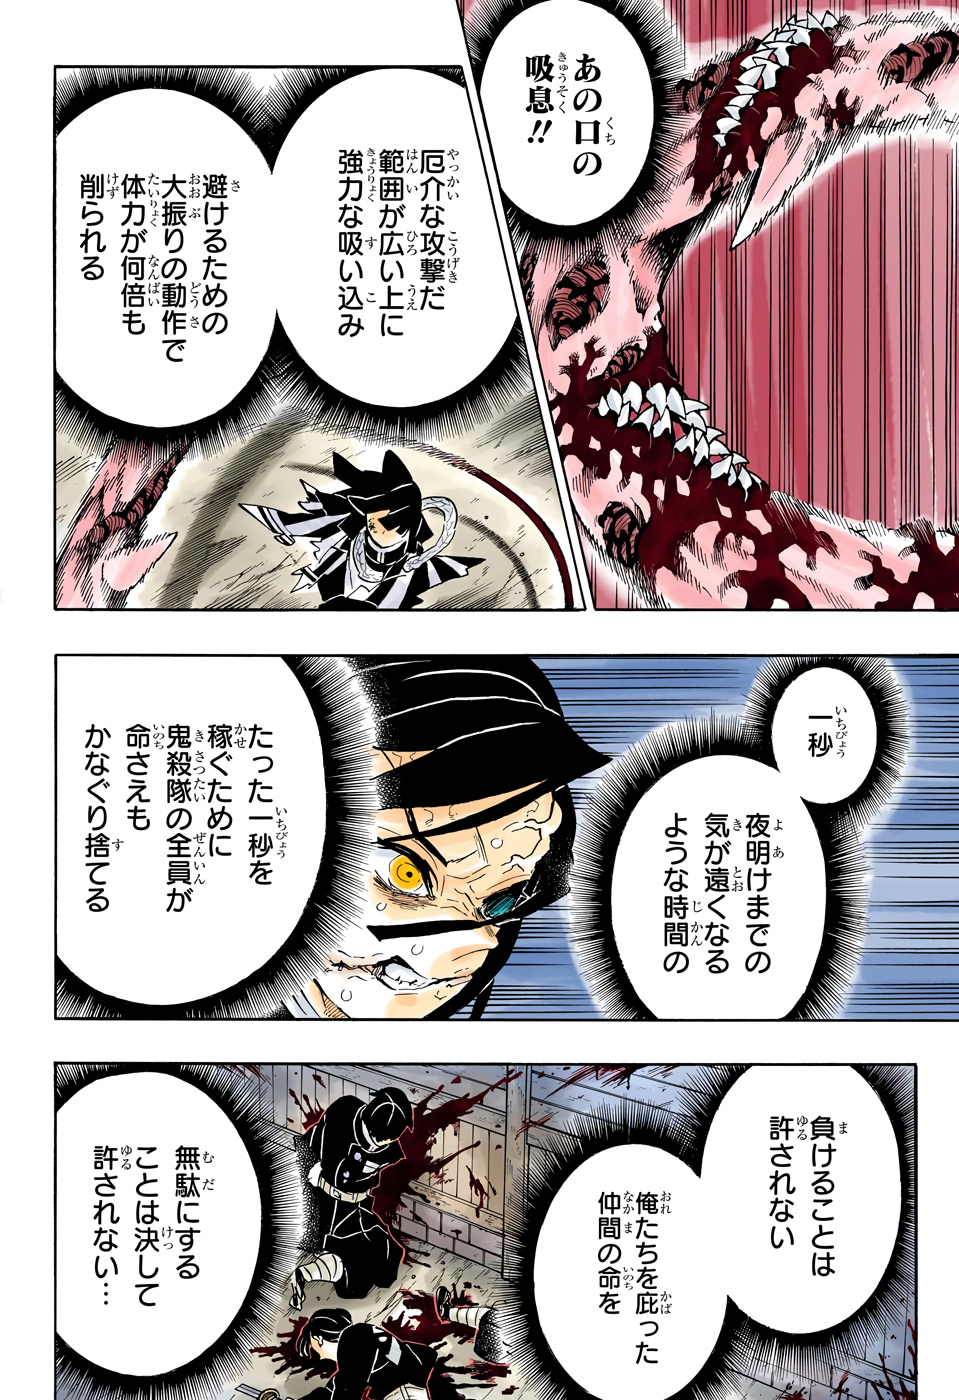 あの口の
吸息!!
厄介な攻撃だ
範囲が広い上に
強力な吸い込み
避けるための
大振りの動作で
体力が何倍も
削られる
一秒
夜明けまでの
気が遠くなる
ような時間の
たった一秒を
稼ぐために
鬼殺隊の全員が
命さえも
かなぐり捨てる
負けることは
許されない
俺たちを庇った
仲間の命を
無駄にする
ことは決して
許されない…